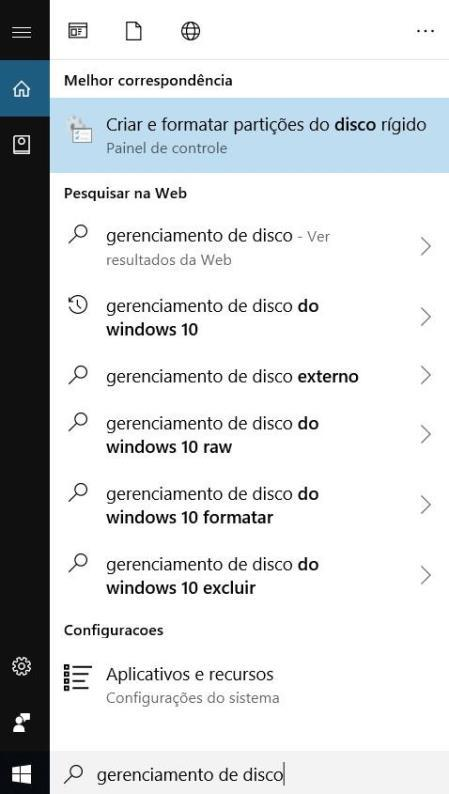 Melhor correspondência
Criar e formatar partições do disco rígido
Painel de controle
Pesquisar na Web
gerenciamento de disco - Ver
resultados da Web
gerenciamento de disco do
windows 10
gerenciamento de disco externo
gerenciamento de disco do
windows 10 raw
gerenciamento de disco do
windows 10 formatar
gerenciamento de disco do
windows 10 excluir
Configuracoes
Aplicativos e recursos
Configurações do sistema
gerenciamento de disco